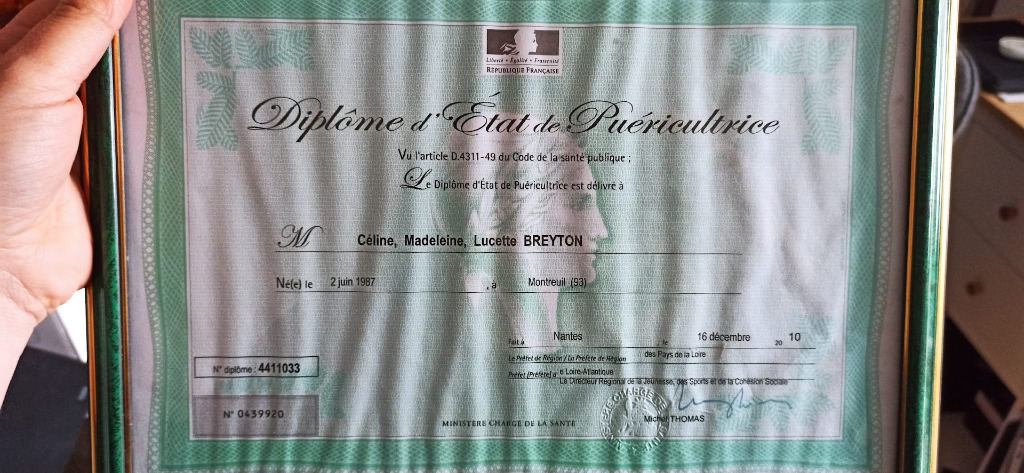 Liberté • Égalité • Fraternité
RÉPUBLIQUE FRANÇAISE
Diplôme d'État de Puéricultrice
Vu l'article D.4311-49 du Code de la santé publique ;
Le Diplôme d'État de Puéricultrice est délivré à
M Céline, Madeleine, Lucette BREYTON
Né(e) le 2 juin 1987 , à Montreuil (93)
Fait à Nantes , le 16 décembre 20 10
Le Préfet de Région / La Préfète de Région des Pays de la Loire
Préfet (Préfète) d e Loire-Atlantique
Le Directeur Régional de la Jeunesse, des Sports et de la Cohésion Sociale
N° diplôme : 4411033
N° 0439920
MINISTÈRE CHARGÉ DE LA SANTÉ
Michel THOMAS